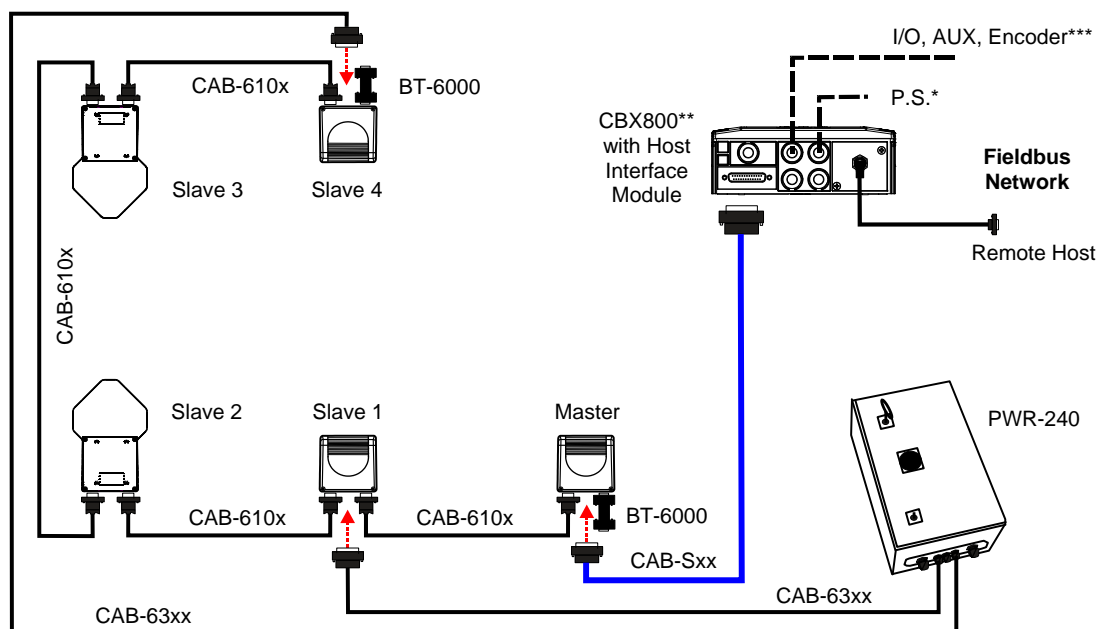 I/O, AUX, Encoder***
CAB-610x
BT-6000
P.S.*
CBX800**
with Host
Interface
Module
Fieldbus
Network
Slave 3
Slave 4
Remote Host
CAB-610x
Slave 2
Slave 1
Master
PWR-240
CAB-610x
CAB-610x
BT-6000
CAB-Sxx
CAB-63xx
CAB-63xx